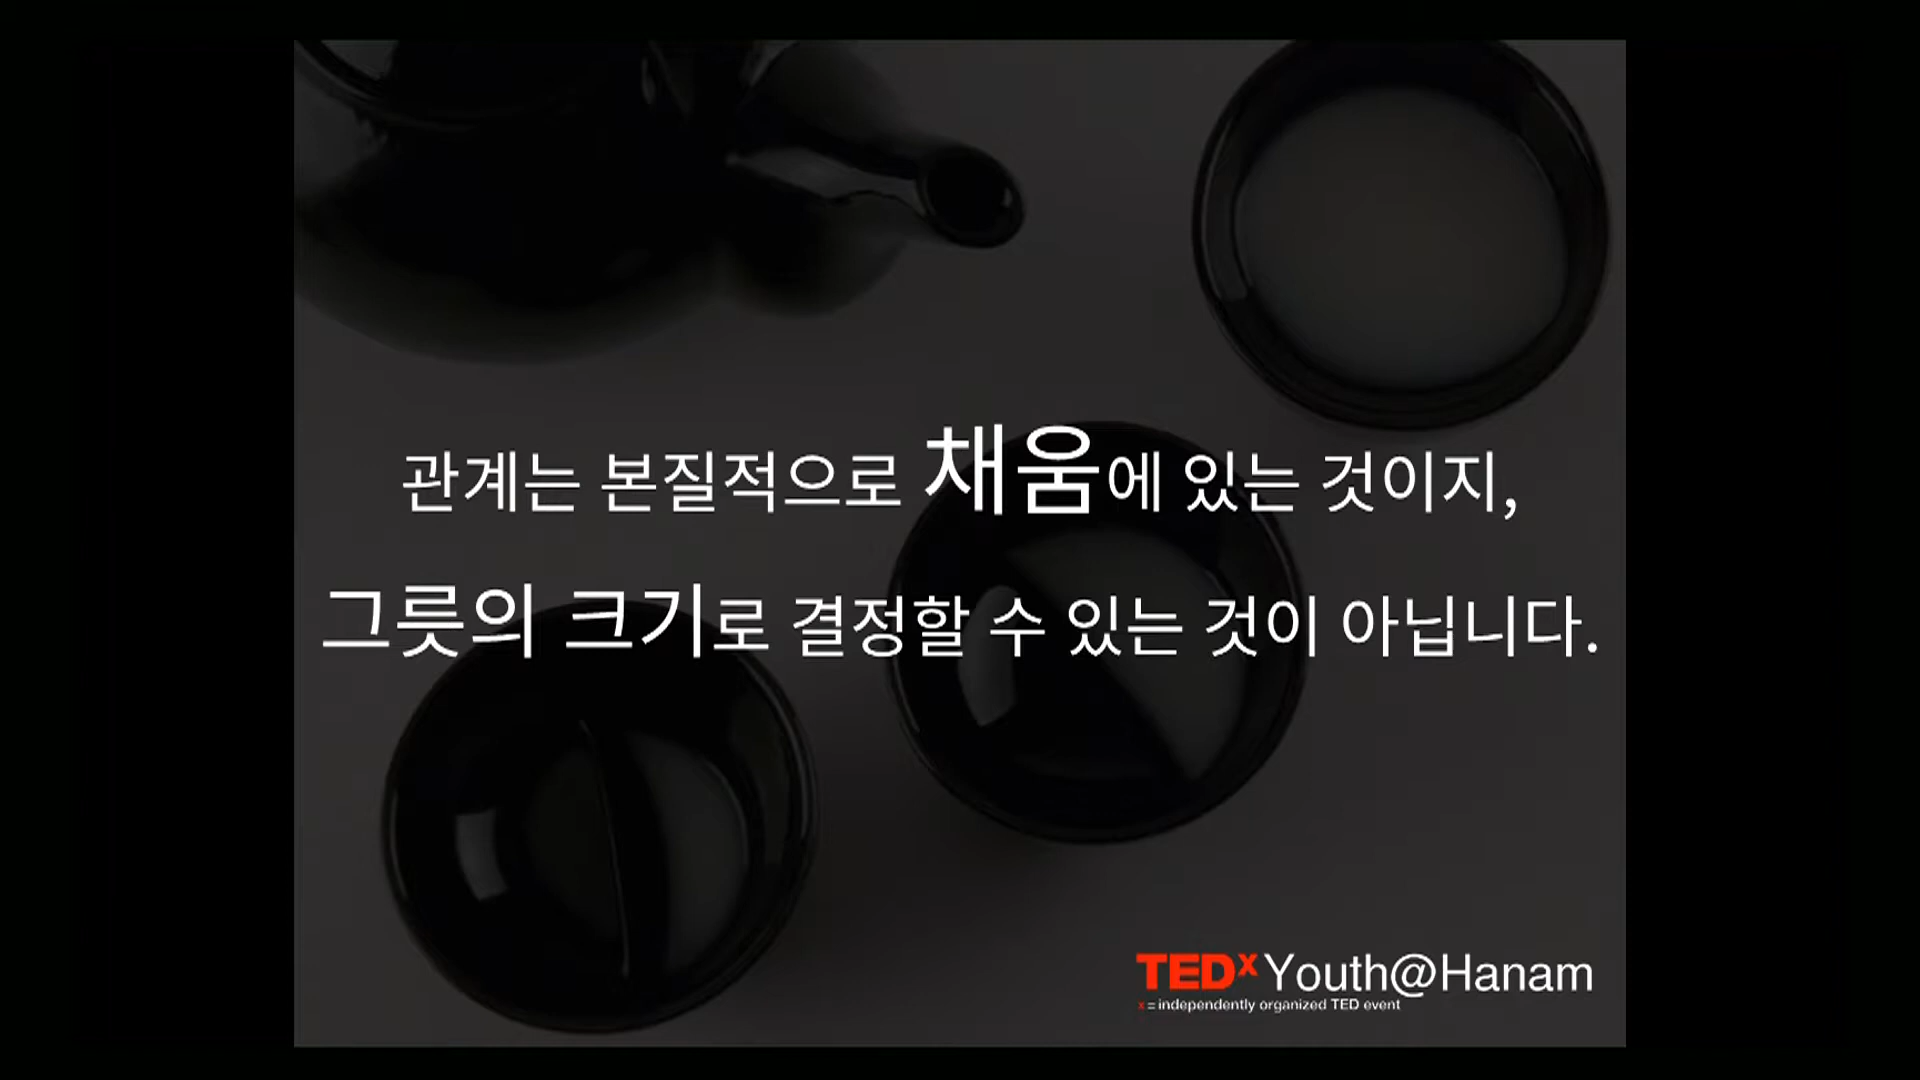 관계는 본질적으로 채움에 있는 것이지,
그릇의 크기로 결정할 수 있는 것이 아닙니다.
TEDx Youth@Hanam
x = independently organized TED event